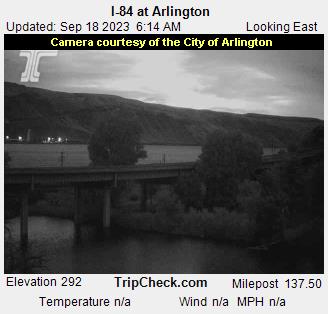 I-84 at Arlington
Updated: Sep 18 2023 6:14 AM Looking East
Camera courtesy of the City of Arlington
Elevation 292 TripCheck.com Milepost 137.50
Temperature n/a Wind n/a MPH n/a